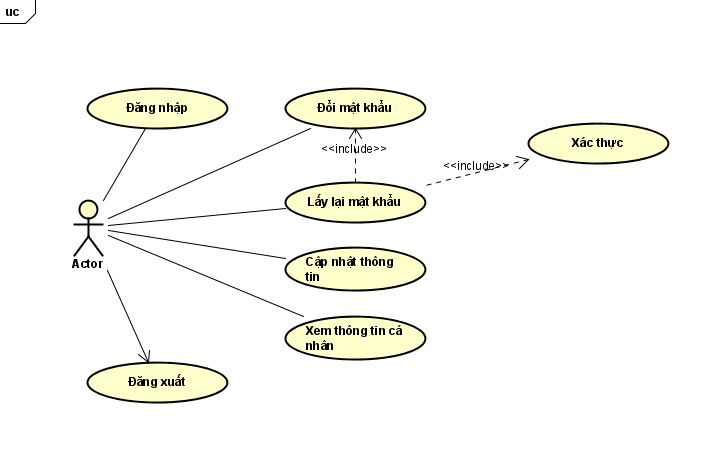 uc
Đăng nhập
Đổi mật khẩu
<<include>>
Xác thực
<<include>>
Lấy lại mật khẩu
Actor
Cập nhật thông
tin
Xem thông tin cá
nhân
Đăng xuất